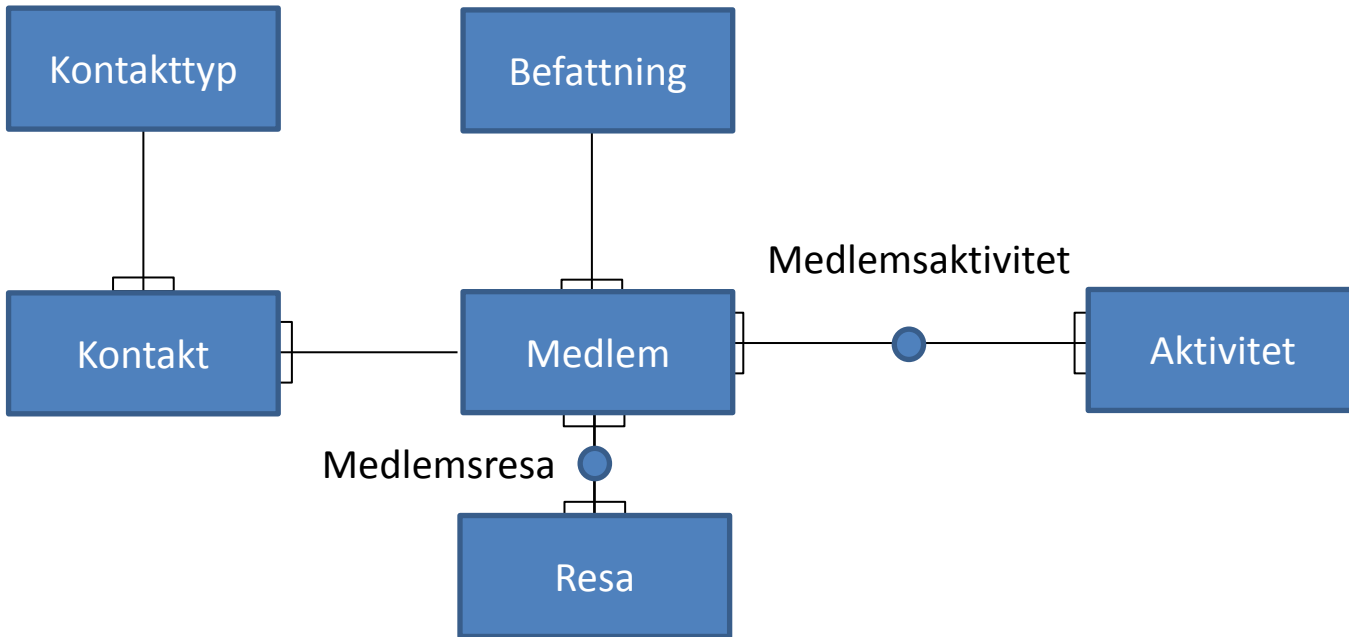 Kontakttyp
Befattning
Medlemsaktivitet
Kontakt
Medlem
Aktivitet
Medlemsresa
Resa